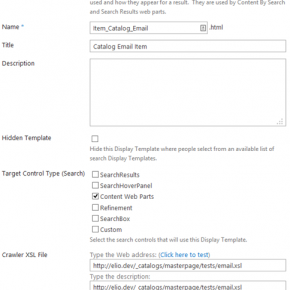 used and how they appear for a result. They are used by Content By Search
and Search Results web parts.
Name * Item_Catalog_Email .html
Title Catalog Email Item
Description
Hidden Template
Hide this Display Template where people select from an available list of
search Display Templates.
Target Control Type (Search) SearchResults
SearchHoverPanel
Content Web Parts
Refinement
SearchBox
Custom
Select the search controls that will use this Display Template.
Crawler XSL File Type the Web address: (Click here to test)
http://elio.dev/_catalogs/masterpage/tests/email.xsl
Type the description:
http://elio.dev/_catalogs/masterpage/tests/email.xsl